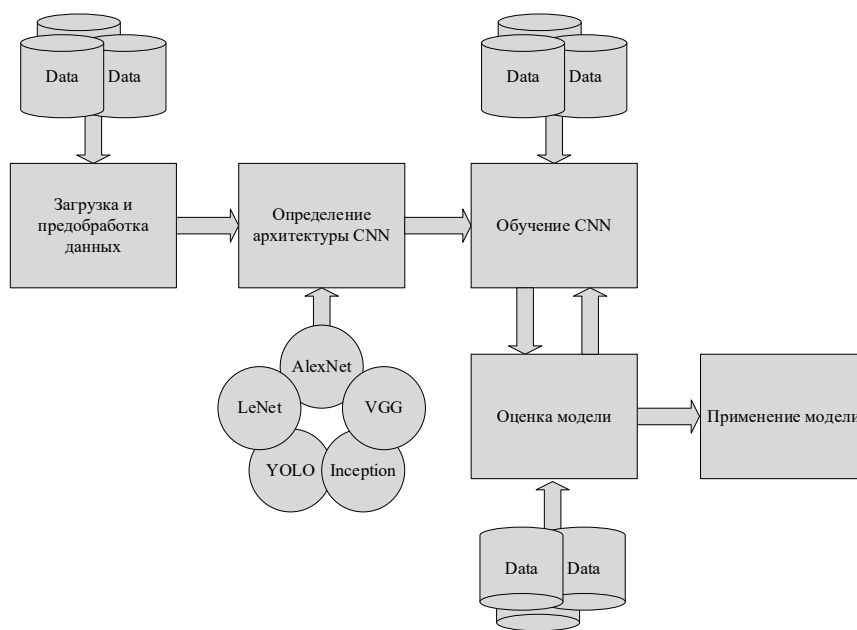 Data
Data
Data
Data
Загрузка и
предобработка
данных
Определение
архитектуры CNN
Обучение CNN
AlexNet
LeNet
VGG
YOLO
Inception
Оценка модели
Применение модели
Data
Data